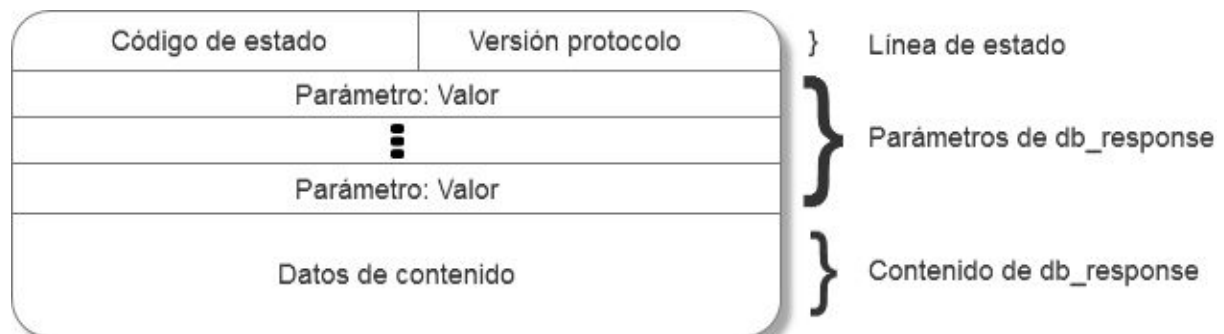 Código de estado Versión protocolo } Línea de estado
Parámetro: Valor
Parámetros de db_response
Parámetro: Valor
Datos de contenido
Contenido de db_response